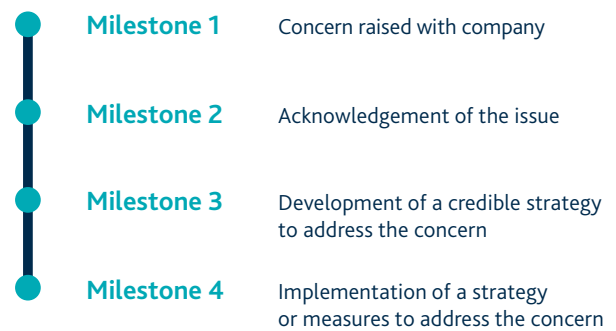 Milestone 1 Concern raised with company
Milestone 2 Acknowledgement of the issue
Milestone 3 Development of a credible strategy
to address the concern
Milestone 4 Implementation of a strategy
or measures to address the concern